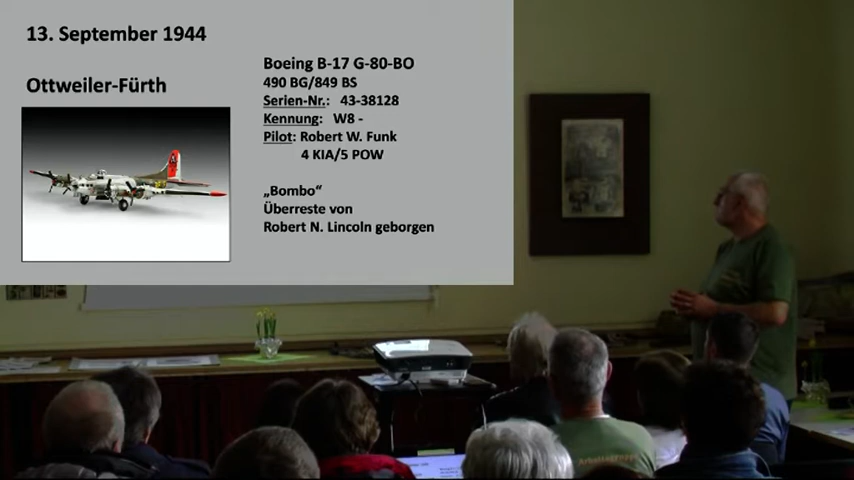 13. September 1944
Ottweiler-Fürth
Boeing B-17 G-80-BO
490 BG/849 BS
Serien-Nr.: 43-38128
Kennung: W8 -
Pilot: Robert W. Funk
4 KIA/5 POW
„Bombo“
Überreste von
Robert N. Lincoln geborgen